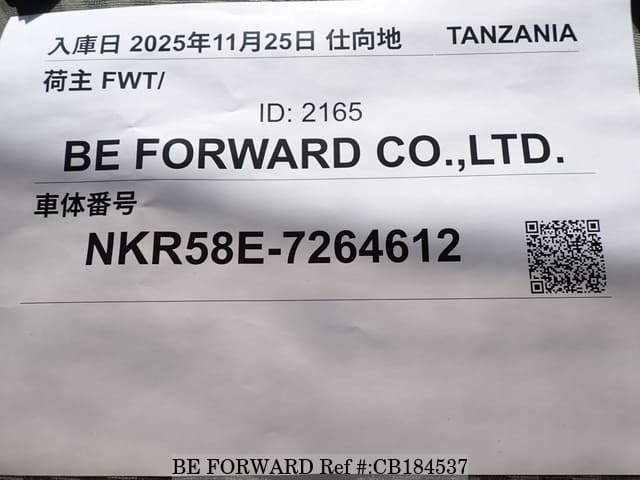 入庫日 2025年11月25日 仕向地 TANZANIA
荷主 FWT/
ID: 2165
BE FORWARD CO.,LTD.
車体番号
NKR58E-7264612
BE FORWARD Ref #:CB184537